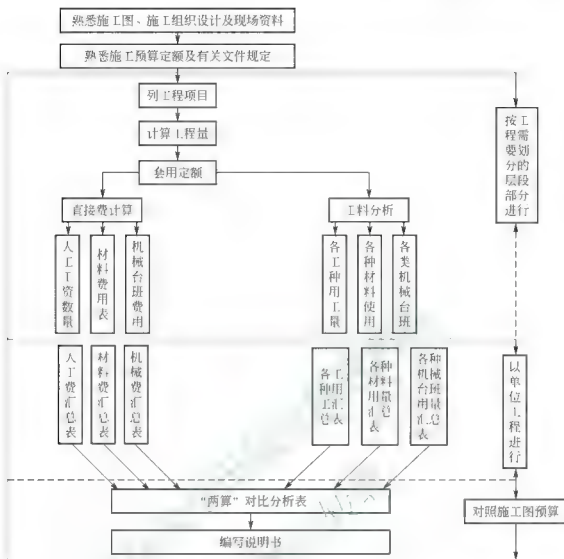 熟悉施工图、施工组织设计及现场资料
熟悉施工预算定额及有关文件规定
列工程项目
计算工程量
套用定额
直接费计算
工料分析
人工工资数量
材料费用表
机械台班费用
各工种用工量
各种材料使用
各类机械台班
按工程需要划分的层段部分进行
人工费汇总表
材料费汇总表
机械费汇总表
各种工用工汇总表
各种材料用量汇总表
各种机械台班用量汇总表
以单位工程进行
“两算”对比分析表
对照施工图预算
编写说明书